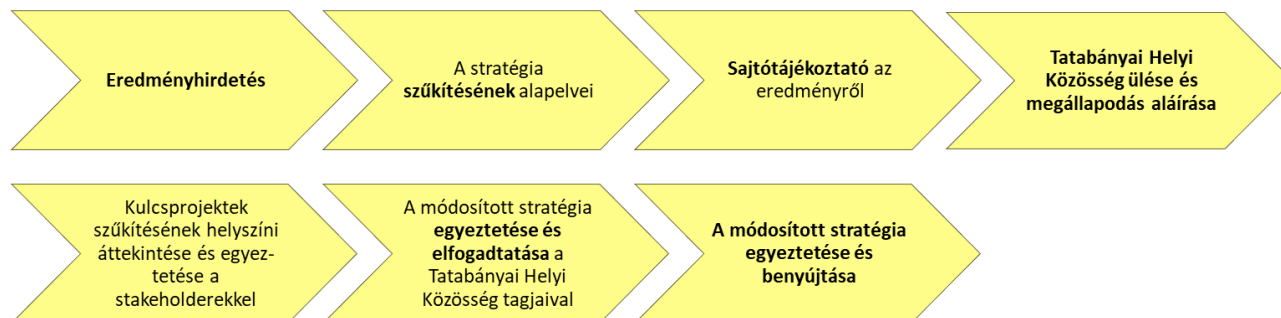 Eredményhirdetés
A stratégia
szűkítésének alapelvei
Sajtótájékoztató az
eredményről
Tatabányai Helyi
Közösség ülése és
megállapodás aláírása
Kulcsprojektek
szűkítésének helyszíni
áttekintése és egyez-
tetése a
stakeholderekkel
A módosított stratégia
egyeztetése és
elfogadtatása a
Tatabányai Helyi
Közösség tagjaival
A módosított stratégia
egyeztetése és
benyújtása